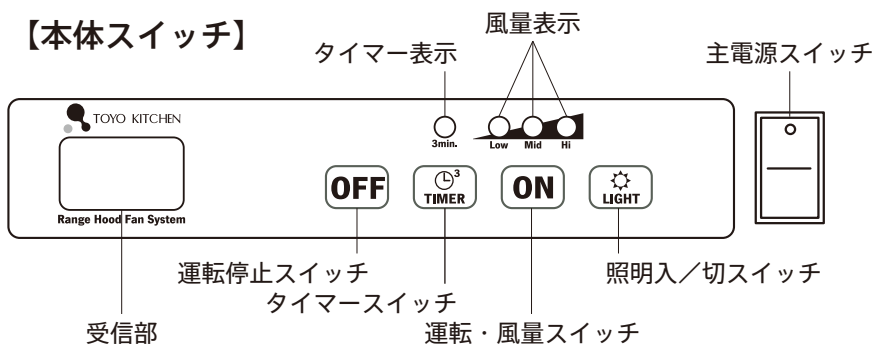 【本体スイッチ】
タイマー表示
風量表示
主電源スイッチ
TOYO KITCHEN
3min.
Low Mid Hi
OFF
3
TIMER
ON
LIGHT
Range Hood Fan System
運転停止スイッチ
照明入／切スイッチ
タイマースイッチ
受信部
運転・風量スイッチ